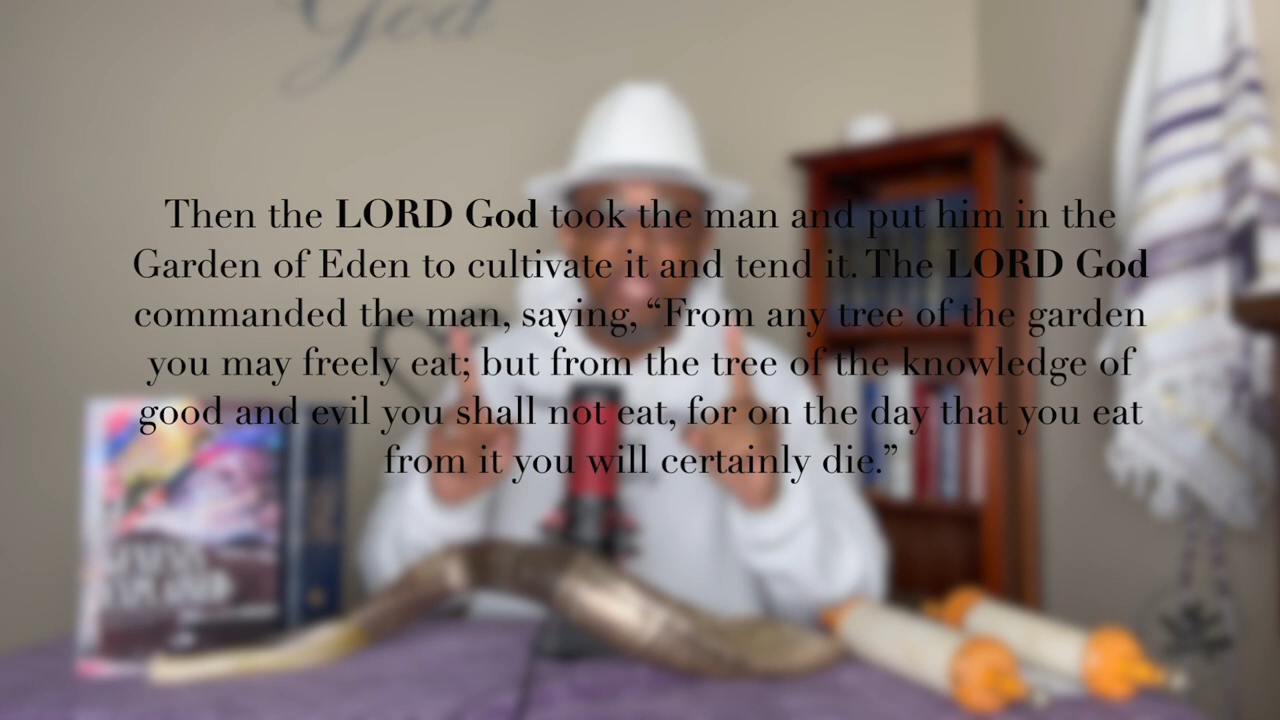 God
Then the LORD God took the man and put him in the
Garden of Eden to cultivate it and tend it. The LORD God
commanded the man, saying, “From any tree of the garden
you may freely eat; but from the tree of the knowledge of
good and evil you shall not eat, for on the day that you eat
from it you will certainly die.”